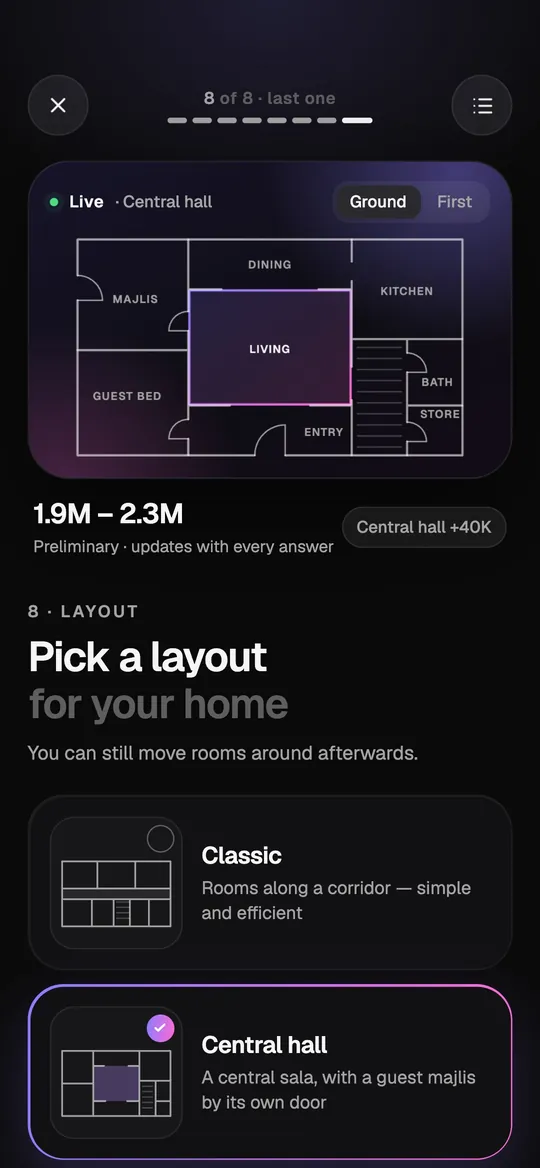 8 of 8 · last one
Live · Central hall
Ground
First
DINING
KITCHEN
MAJLIS
LIVING
GUEST BED
BATH
STORE
ENTRY
1.9M – 2.3M
Preliminary · updates with every answer
Central hall +40K
8 · LAYOUT
Pick a layout
for your home
You can still move rooms around afterwards.
Classic
Rooms along a corridor — simple
and efficient
Central hall
A central sala, with a guest majlis
by its own door